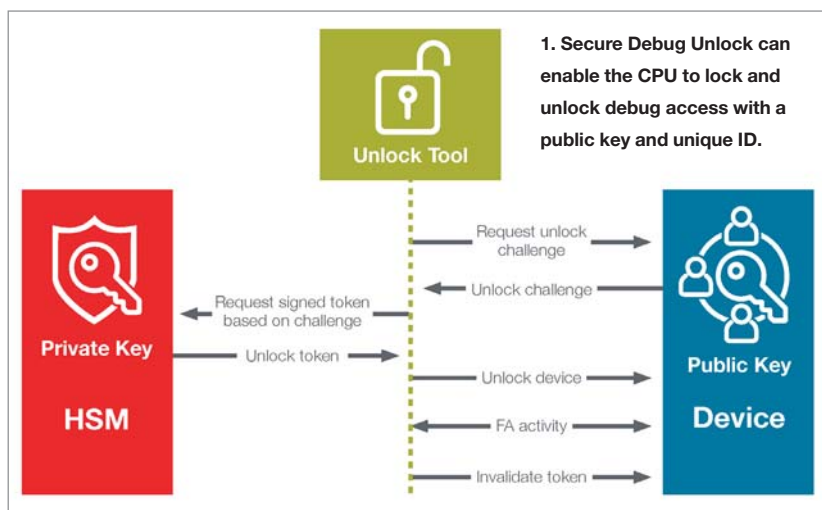 1. Secure Debug Unlock can
enable the CPU to lock and
unlock debug access with a
public key and unique ID.
Unlock Tool
Request unlock
challenge
Unlock challenge
Request signed token
based on challenge
Private Key
Unlock token
Public Key
Unlock device
HSM
Device
FA activity
Invalidate token